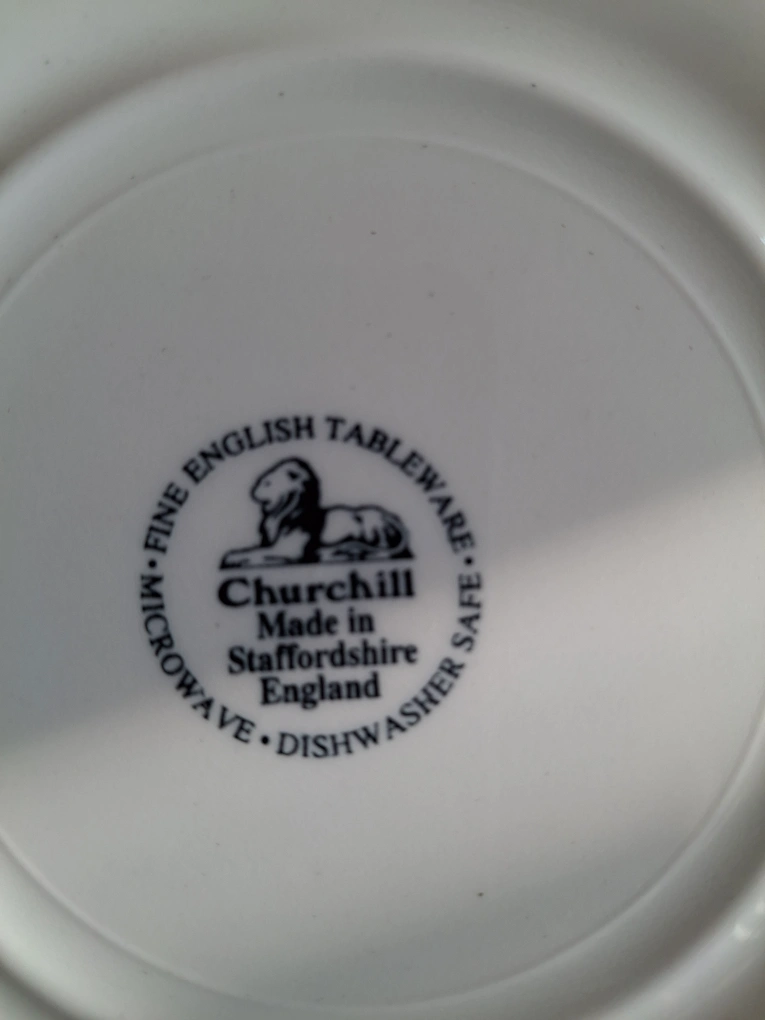 • FINE ENGLISH TABLEWARE •
Churchill
Made in
Staffordshire
England
MICROWAVE • DISHWASHER SAFE